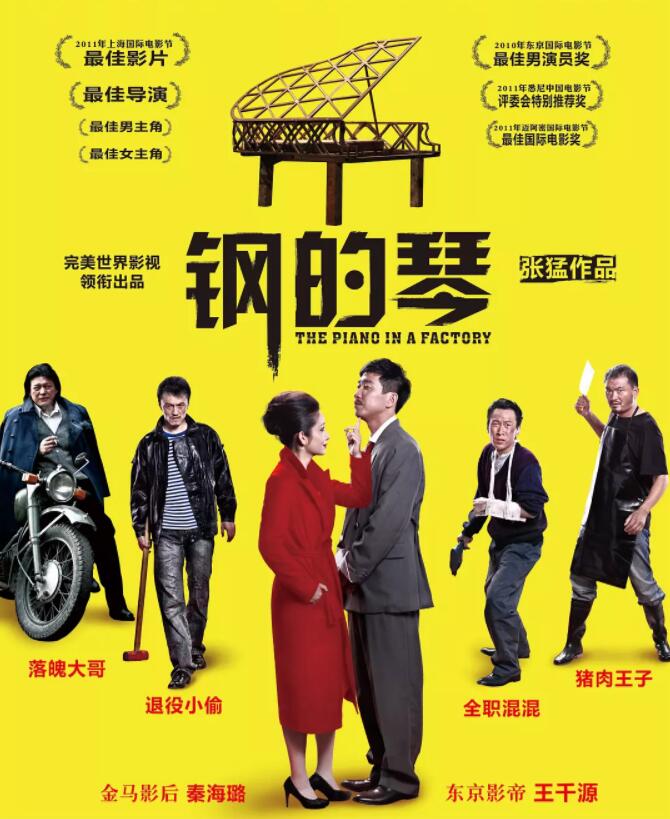 2011年上海国际电影节
最佳影片
最佳导演
最佳男主角
最佳女主角
2010年东京国际电影节
最佳男演员奖
2011年悉尼中国电影节
评委会特别推荐奖
2011年迈阿密国际电影节
最佳国际电影奖
完美世界影视
领衔出品
钢的琴
THE PIANO IN A FACTORY
张猛作品
落魄大哥
退役小偷
全职混混
猪肉王子
金马影后 秦海璐
东京影帝 王千源